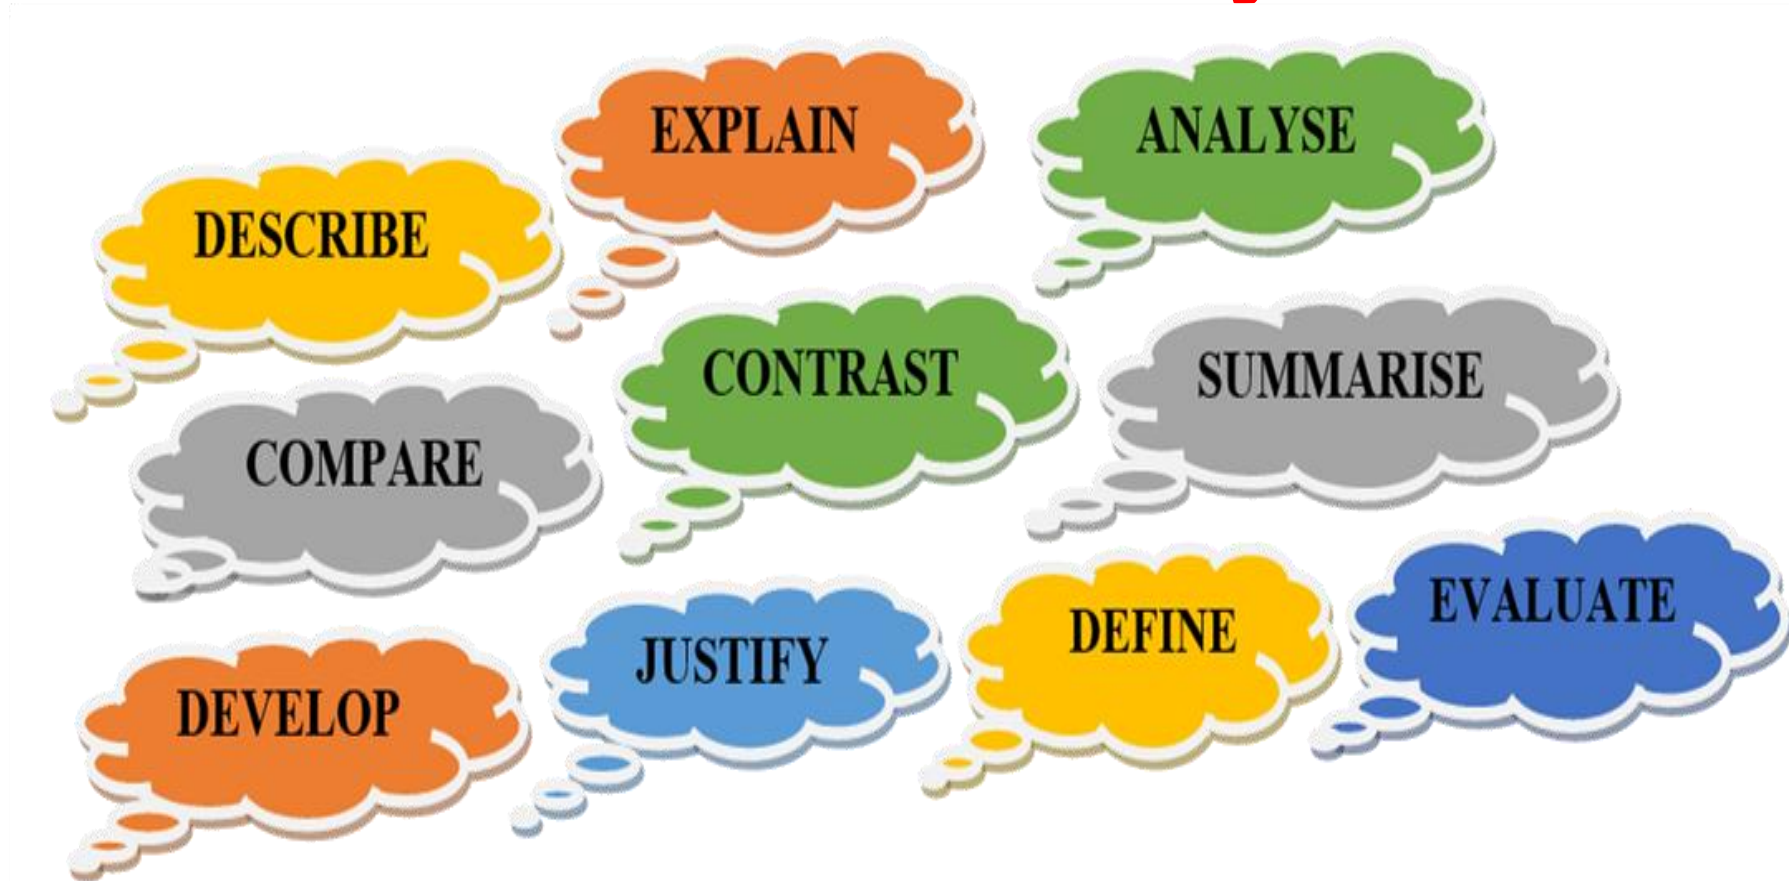 EXPLAIN
ANALYSE
DESCRIBE
CONTRAST
SUMMARISE
COMPARE
EVALUATE
DEFINE
JUSTIFY
DEVELOP